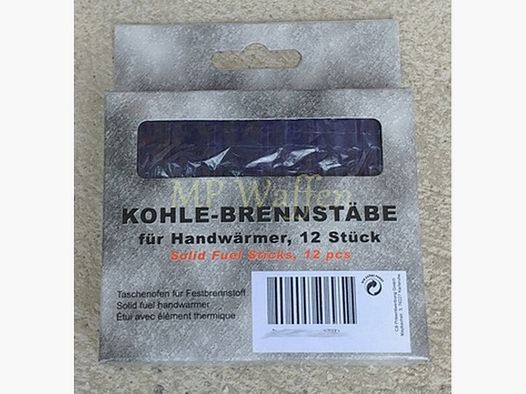 MP Waffen
KOHLE-BRENNSTÄBE
für Handwärmer, 12 Stück
Solid Fuel Sticks, 12 pcs
Taschenofen für Festbrennstoff
Solid fuel handwarmer
Étui avec élément thermique